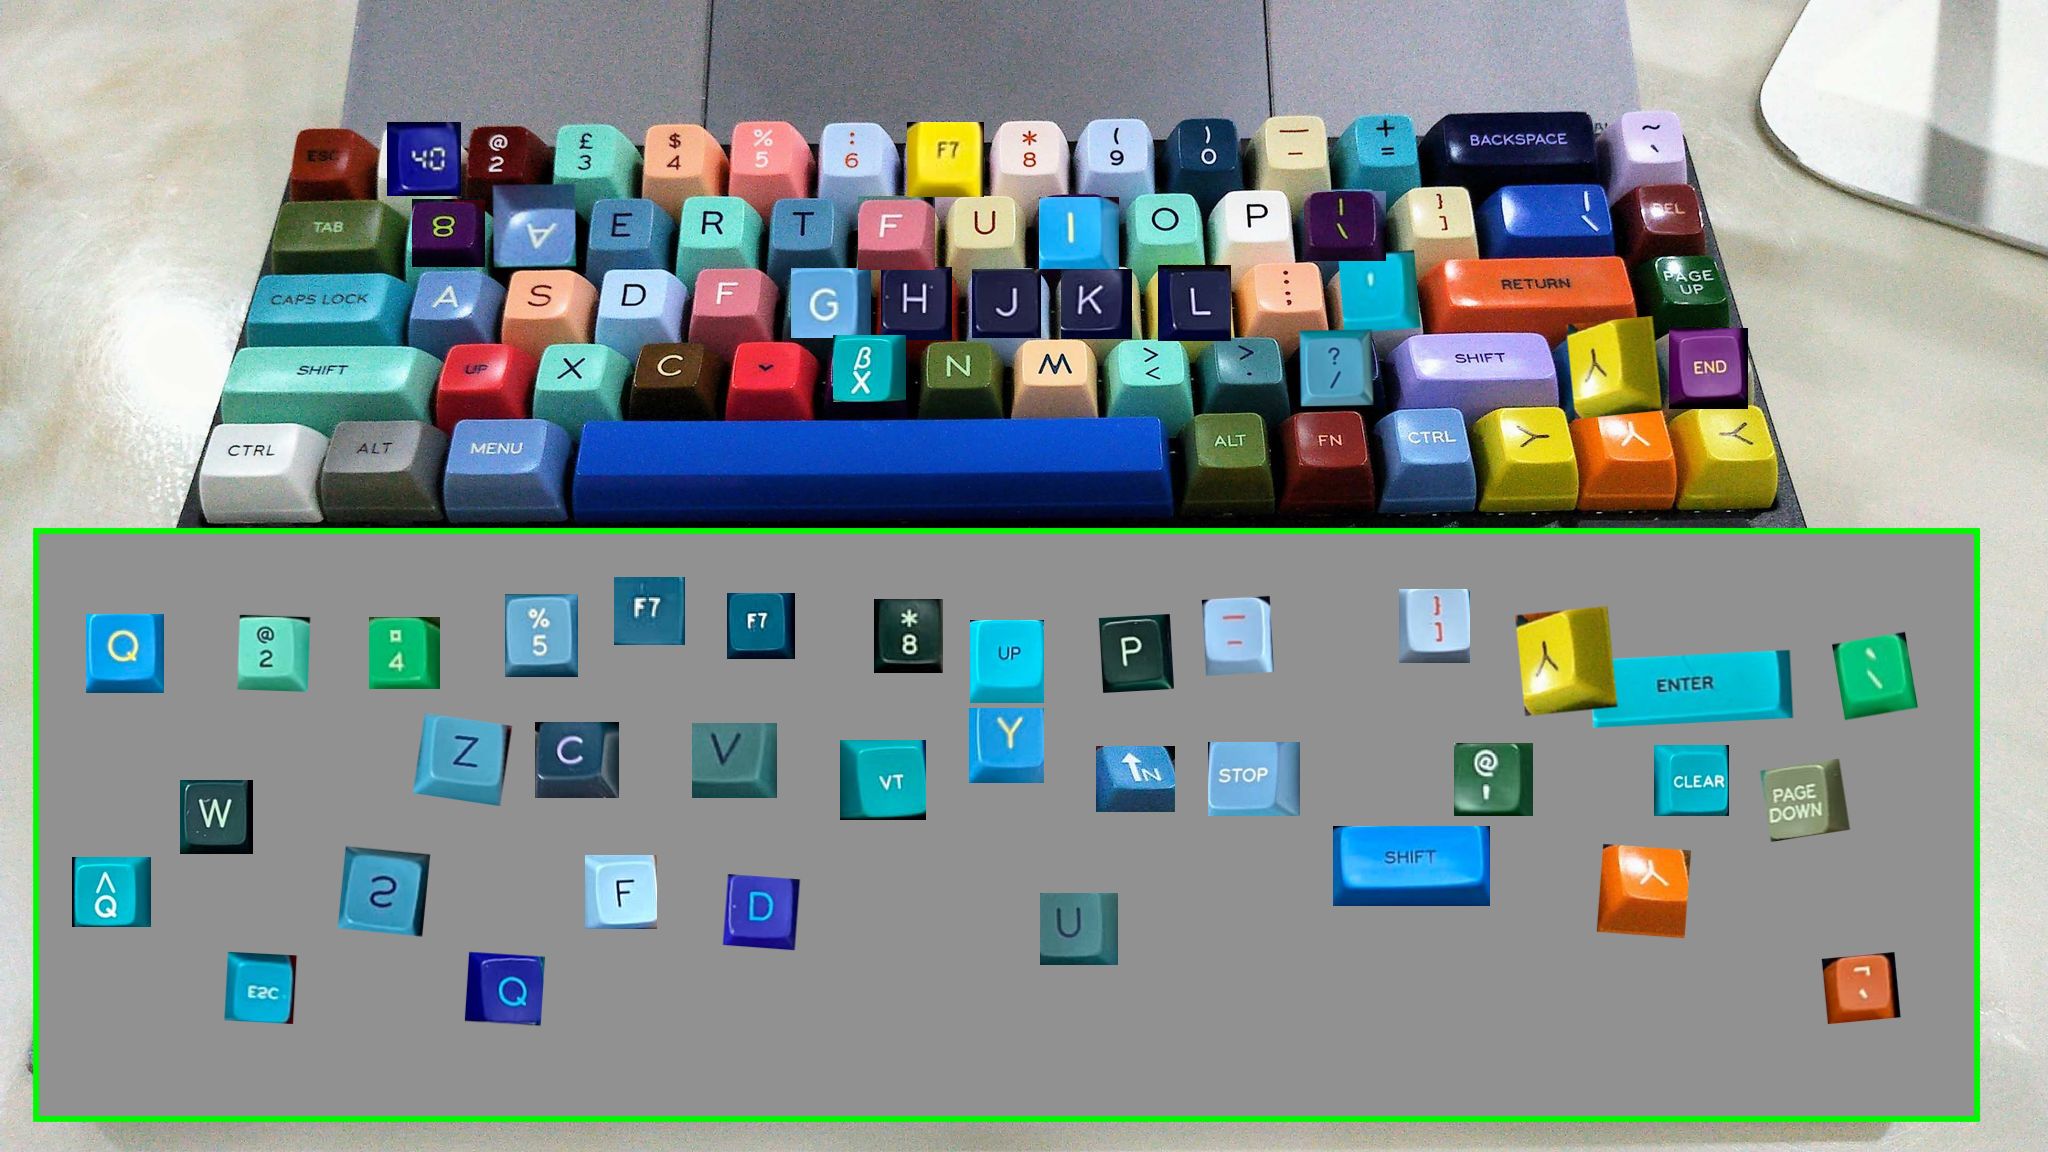 ESC 40 @ 2 £ 3 $ 4 % 5 : 6 F7 * 8 ( 9 ) 0 — - + = BACKSPACE ~ `
TAB 8 A E R T F U I O P | \ } ] | \ DEL
CAPS LOCK A S D F G H J K L : ; ' RETURN PAGE UP
SHIFT UP X C β X N M > < > . ? / SHIFT END
CTRL ALT MENU ALT FN CTRL
Q @ 2 ¤ 4 % 5 F7 F7 * 8 UP P — - } ] ENTER ` \
Z C V VT Y ↑N STOP @ ! CLEAR PAGE DOWN
W SHIFT
^ Q S F D U
ESC Q ¬ '